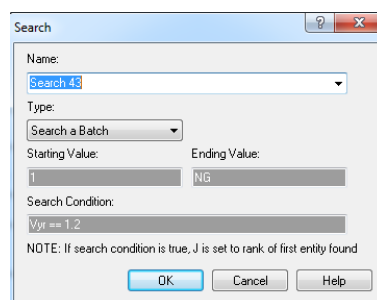 Search
Name:
Search 43
Type:
Search a Batch
Starting Value: Ending Value:
1 NG
Search Condition:
Vyr == 1.2
NOTE: If search condition is true, J is set to rank of first entity found
OK Cancel Help